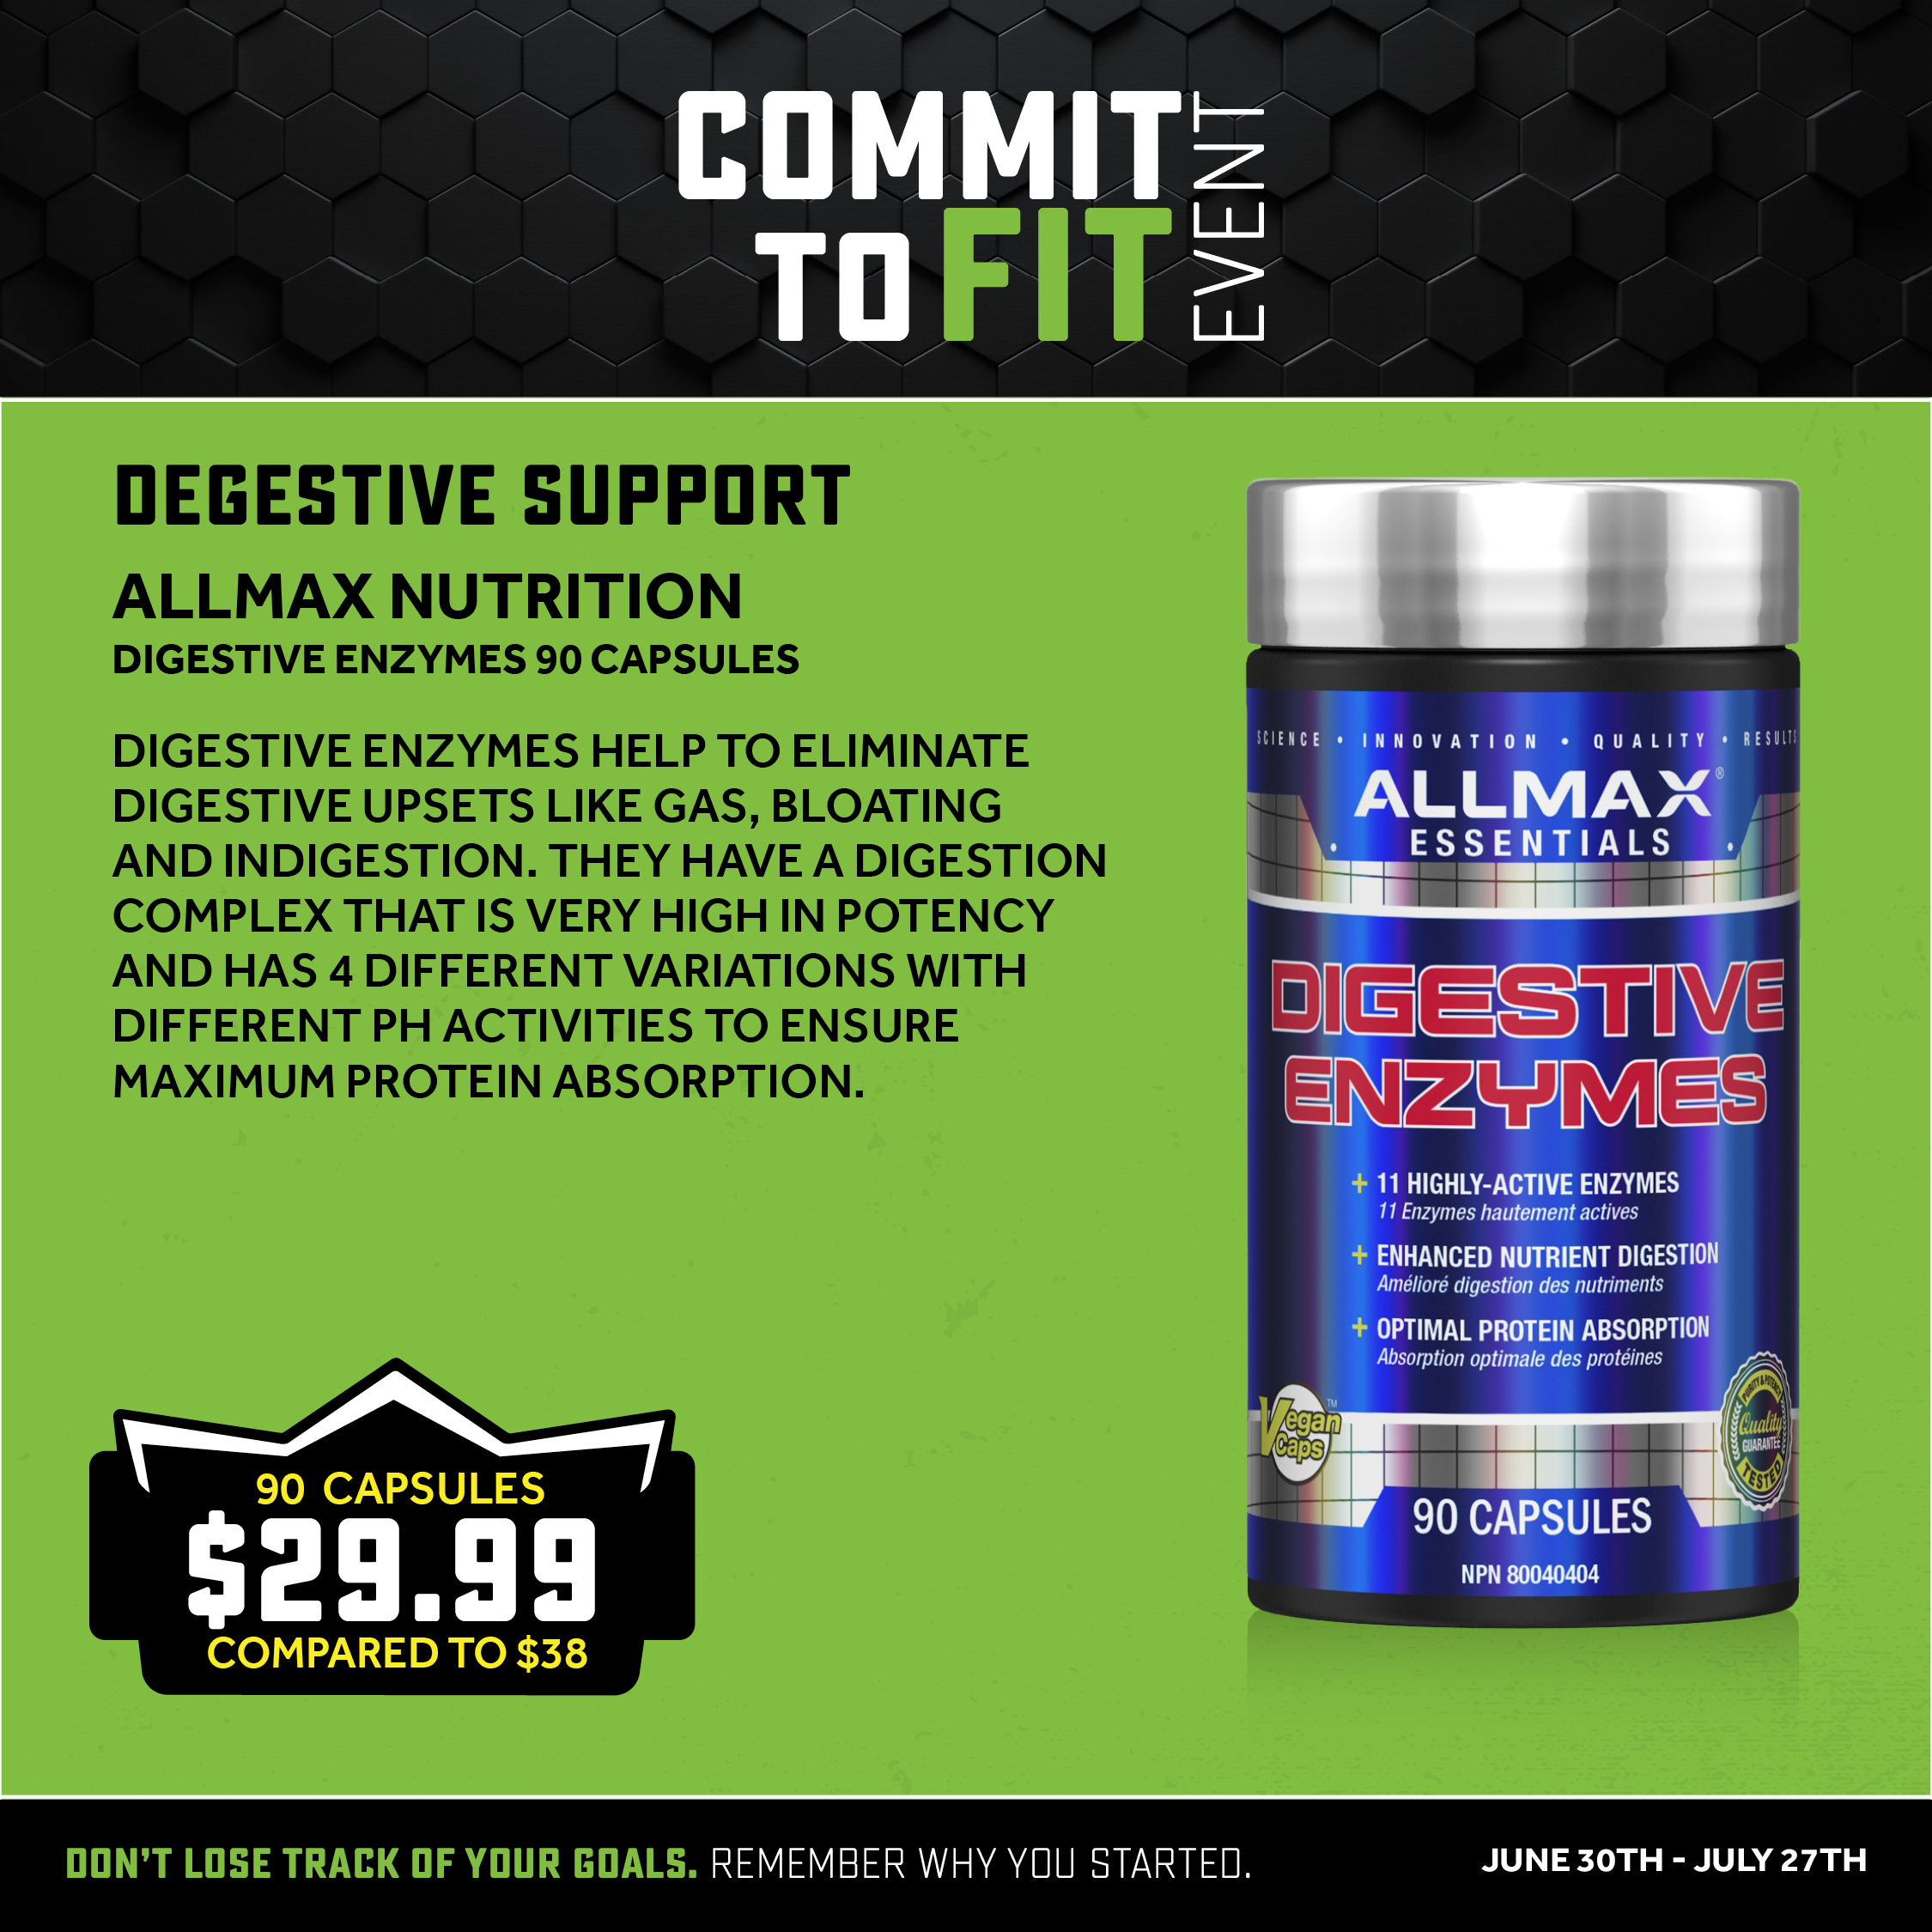 COMMIT
TO FIT
EVENT
DEGESTIVE SUPPORT
ALLMAX NUTRITION
DIGESTIVE ENZYMES 90 CAPSULES
DIGESTIVE ENZYMES HELP TO ELIMINATE
DIGESTIVE UPSETS LIKE GAS, BLOATING
AND INDIGESTION. THEY HAVE A DIGESTION
COMPLEX THAT IS VERY HIGH IN POTENCY
AND HAS 4 DIFFERENT VARIATIONS WITH
DIFFERENT PH ACTIVITIES TO ENSURE
MAXIMUM PROTEIN ABSORPTION.
90 CAPSULES
$29.99
COMPARED TO $38
SCIENCE • INNOVATION • QUALITY • RESULTS
ALLMAX®
ESSENTIALS
DIGESTIVE
ENZYMES
+ 11 HIGHLY-ACTIVE ENZYMES
11 Enzymes hautement actives
+ ENHANCED NUTRIENT DIGESTION
Amélioré digestion des nutriments
+ OPTIMAL PROTEIN ABSORPTION
Absorption optimale des protéines
Vegan™
Caps
PURITY & POTENCY
Quality
GUARANTEE
TESTED
90 CAPSULES
NPN 80040404
DON'T LOSE TRACK OF YOUR GOALS. REMEMBER WHY YOU STARTED.
JUNE 30TH - JULY 27TH